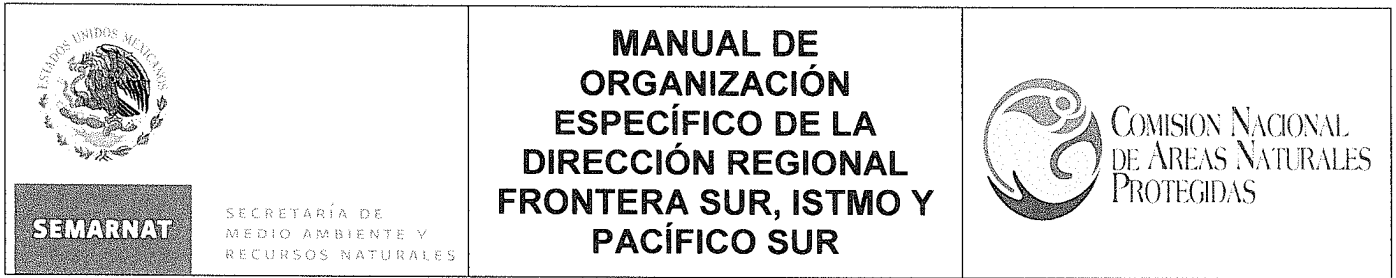 ESTADOS UNIDOS MEXICANOS
SEMARNAT
SECRETARÍA DE
MEDIO AMBIENTE Y
RECURSOS NATURALES
MANUAL DE
ORGANIZACIÓN
ESPECÍFICO DE LA
DIRECCIÓN REGIONAL
FRONTERA SUR, ISTMO Y
PACÍFICO SUR
COMISION NACIONAL
DE AREAS NATURALES
PROTEGIDAS